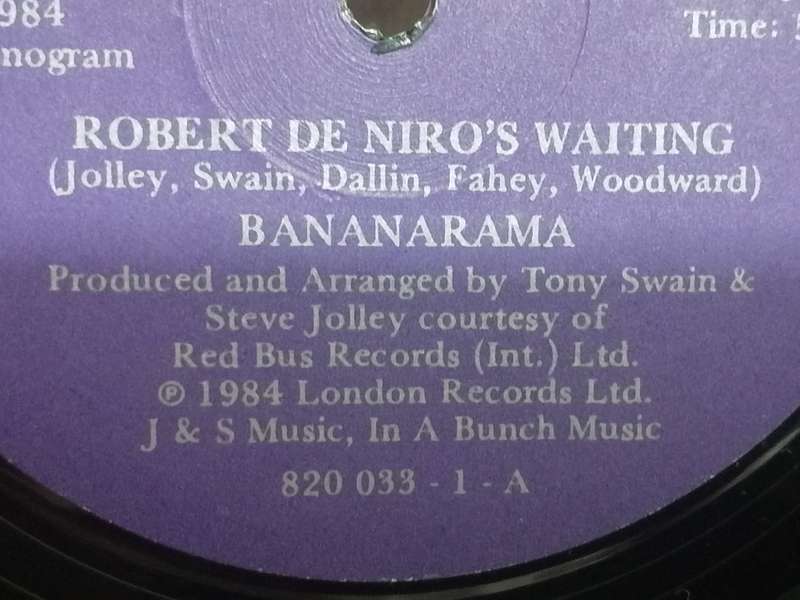 984
nogram
Time:
ROBERT DE NIRO'S WAITING
(Jolley, Swain, Dallin, Fahey, Woodward)
BANANARAMA
Produced and Arranged by Tony Swain &
Steve Jolley courtesy of
Red Bus Records (Int.) Ltd.
℗ 1984 London Records Ltd.
J & S Music, In A Bunch Music
820 033 - 1 - A